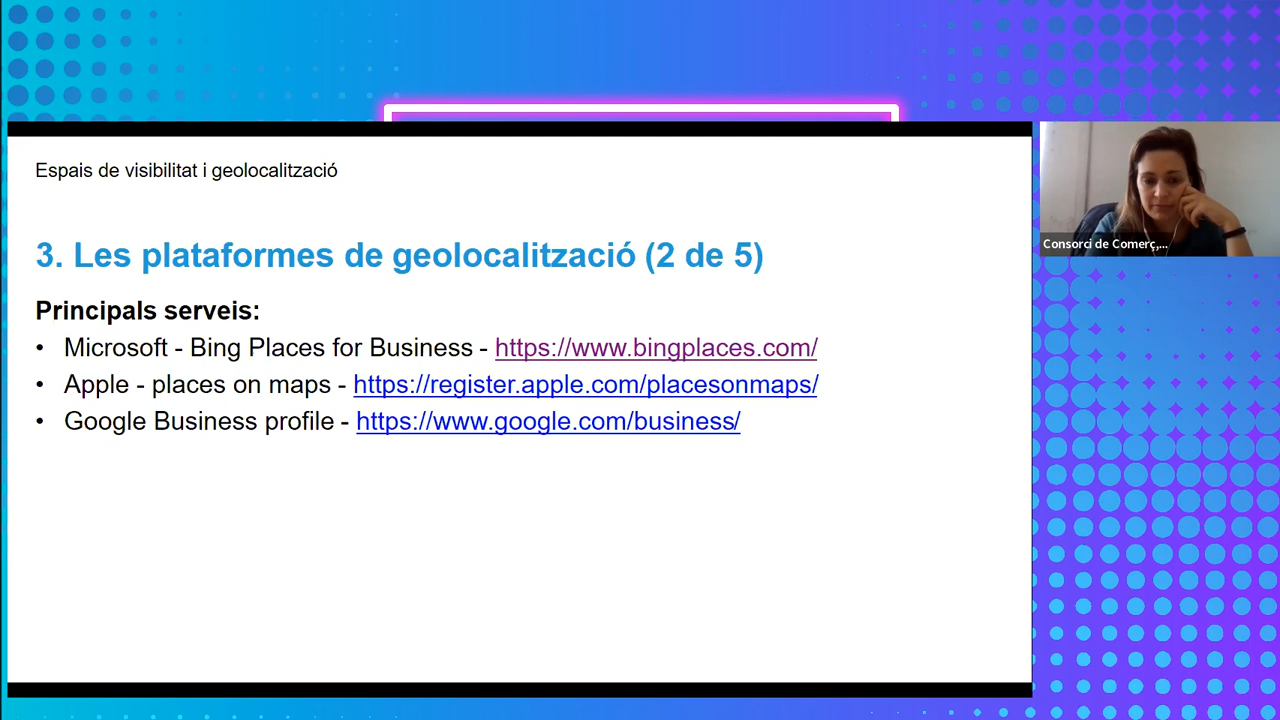 Espais de visibilitat i geolocalització
3. Les plataformes de geolocalització (2 de 5)
Principals serveis:
• Microsoft - Bing Places for Business - https://www.bingplaces.com/
• Apple - places on maps - https://register.apple.com/placesonmaps/
• Google Business profile - https://www.google.com/business/
Consorci de Comerç,...